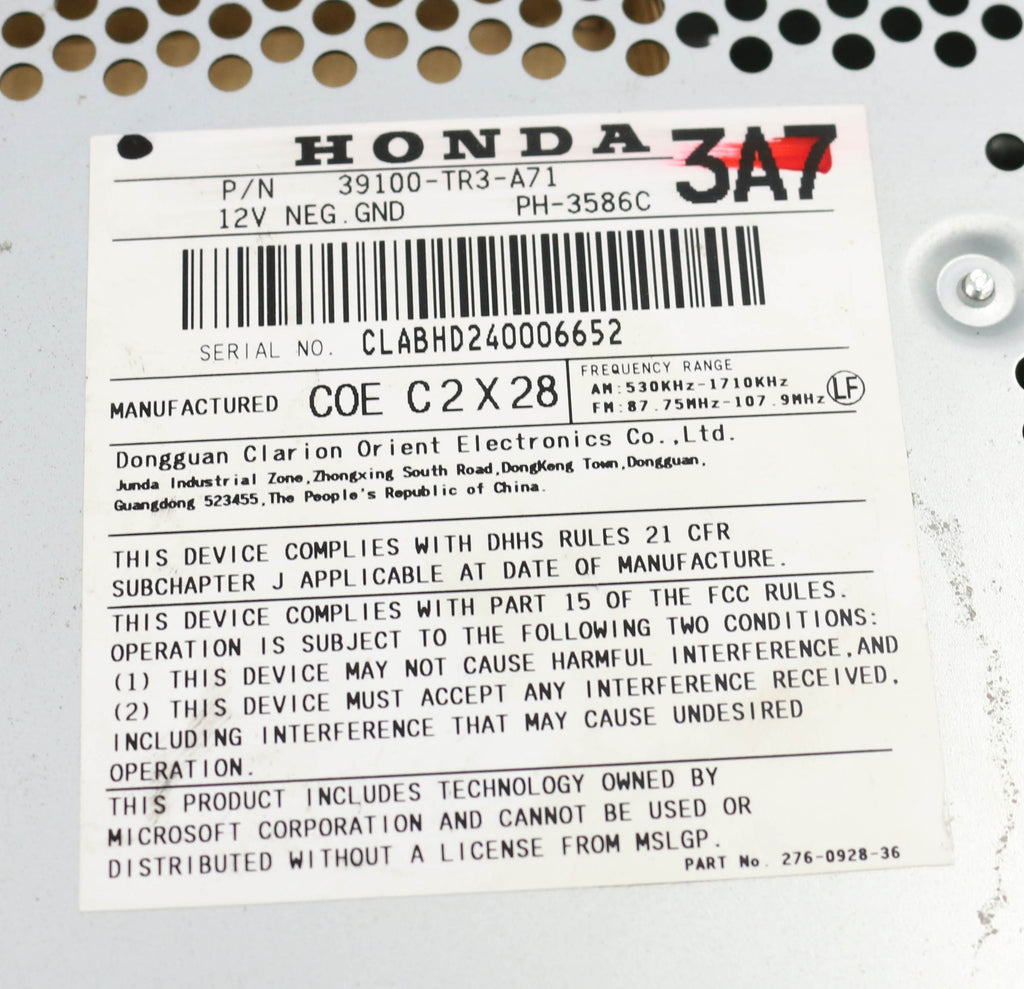 HONDA 3A7
P/N 39100-TR3-A71
12V NEG.GND PH-3586C
SERIAL NO. CLABHD240006652
MANUFACTURED COE C2X28
FREQUENCY RANGE
AM:530KHz-1710KHz
FM:87.75MHz-107.9MHz
LF
Dongguan Clarion Orient Electronics Co.,Ltd.
Junda Industrial Zone,Zhongxing South Road,DongKeng Town,Dongguan,
Guangdong 523455,The People's Republic of China.
THIS DEVICE COMPLIES WITH DHHS RULES 21 CFR
SUBCHAPTER J APPLICABLE AT DATE OF MANUFACTURE.
THIS DEVICE COMPLIES WITH PART 15 OF THE FCC RULES.
OPERATION IS SUBJECT TO THE FOLLOWING TWO CONDITIONS:
(1) THIS DEVICE MAY NOT CAUSE HARMFUL INTERFERENCE,AND
(2) THIS DEVICE MUST ACCEPT ANY INTERFERENCE RECEIVED,
INCLUDING INTERFERENCE THAT MAY CAUSE UNDESIRED
OPERATION.
THIS PRODUCT INCLUDES TECHNOLOGY OWNED BY
MICROSOFT CORPORATION AND CANNOT BE USED OR
DISTRIBUTED WITHOUT A LICENSE FROM MSLGP.
PART No. 276-0928-36